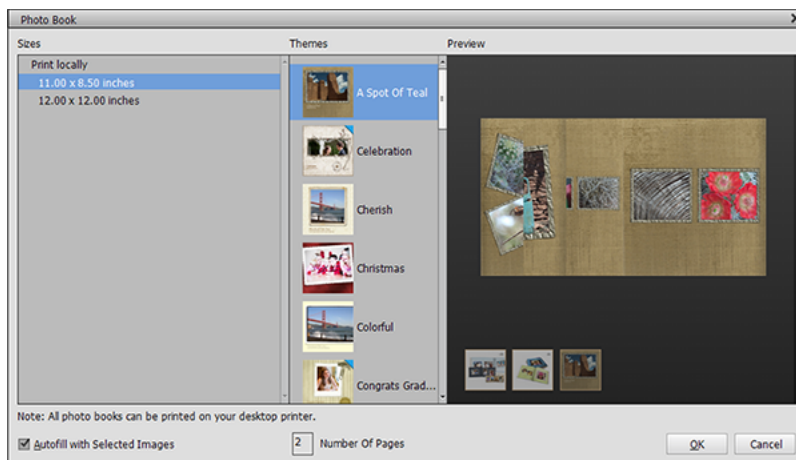 Photo Book
Sizes
Themes
Preview
Print locally
11.00 x 8.50 inches
12.00 x 12.00 inches
A Spot Of Teal
Celebration
Cherish
Christmas
Colorful
Congrats Grad...
Note: All photo books can be printed on your desktop printer.
Autofill with Selected Images
2 Number Of Pages
OK
Cancel